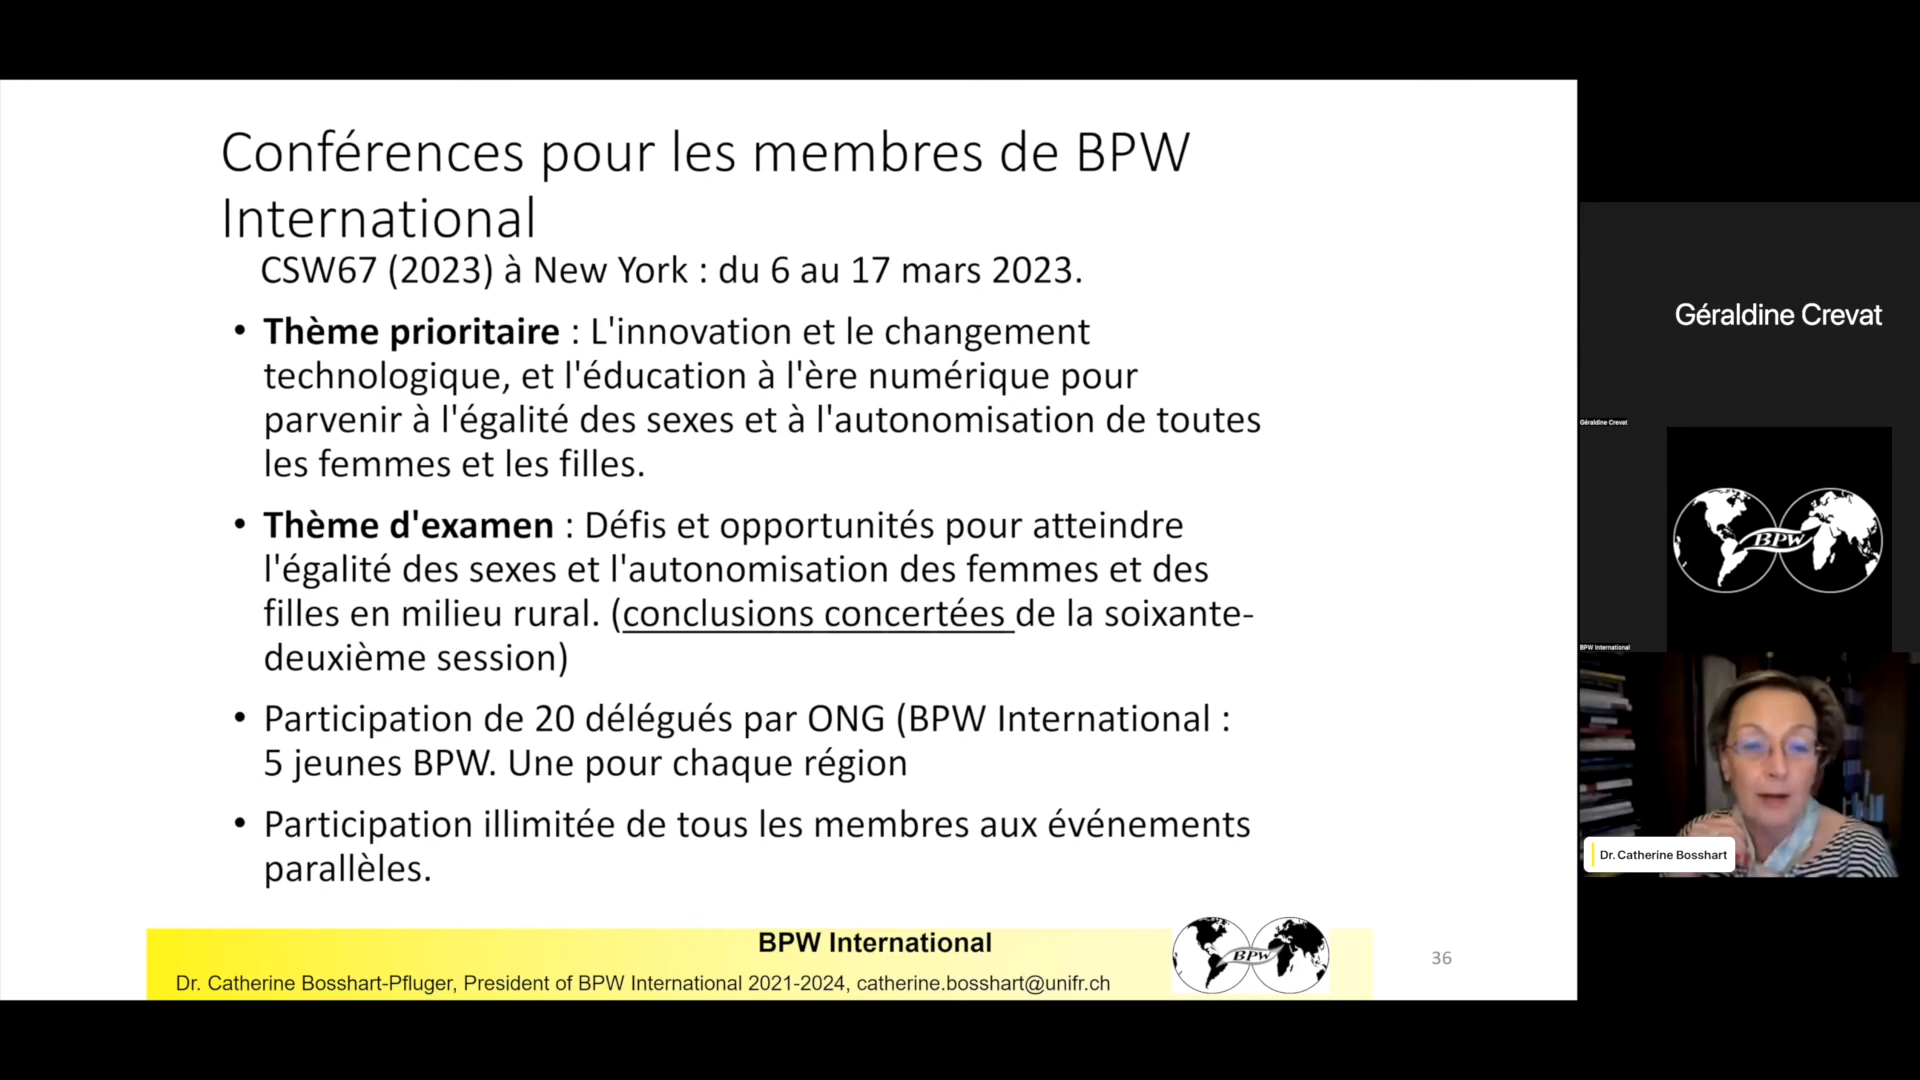 Conférences pour les membres de BPW
International
CSW67 (2023) à New York : du 6 au 17 mars 2023.
• Thème prioritaire : L'innovation et le changement
technologique, et l'éducation à l'ère numérique pour
parvenir à l'égalité des sexes et à l'autonomisation de toutes
les femmes et les filles.
• Thème d'examen : Défis et opportunités pour atteindre
l'égalité des sexes et l'autonomisation des femmes et des
filles en milieu rural. (conclusions concertées de la soixante-
deuxième session)
• Participation de 20 délégués par ONG (BPW International :
5 jeunes BPW. Une pour chaque région
• Participation illimitée de tous les membres aux événements
parallèles.
BPW International
Dr. Catherine Bosshart-Pfluger, President of BPW International 2021-2024, catherine.bosshart@unifr.ch
BPW
36
Géraldine Crevat
Géraldine Crevat
BPW
BPW International
Dr. Catherine Bosshart